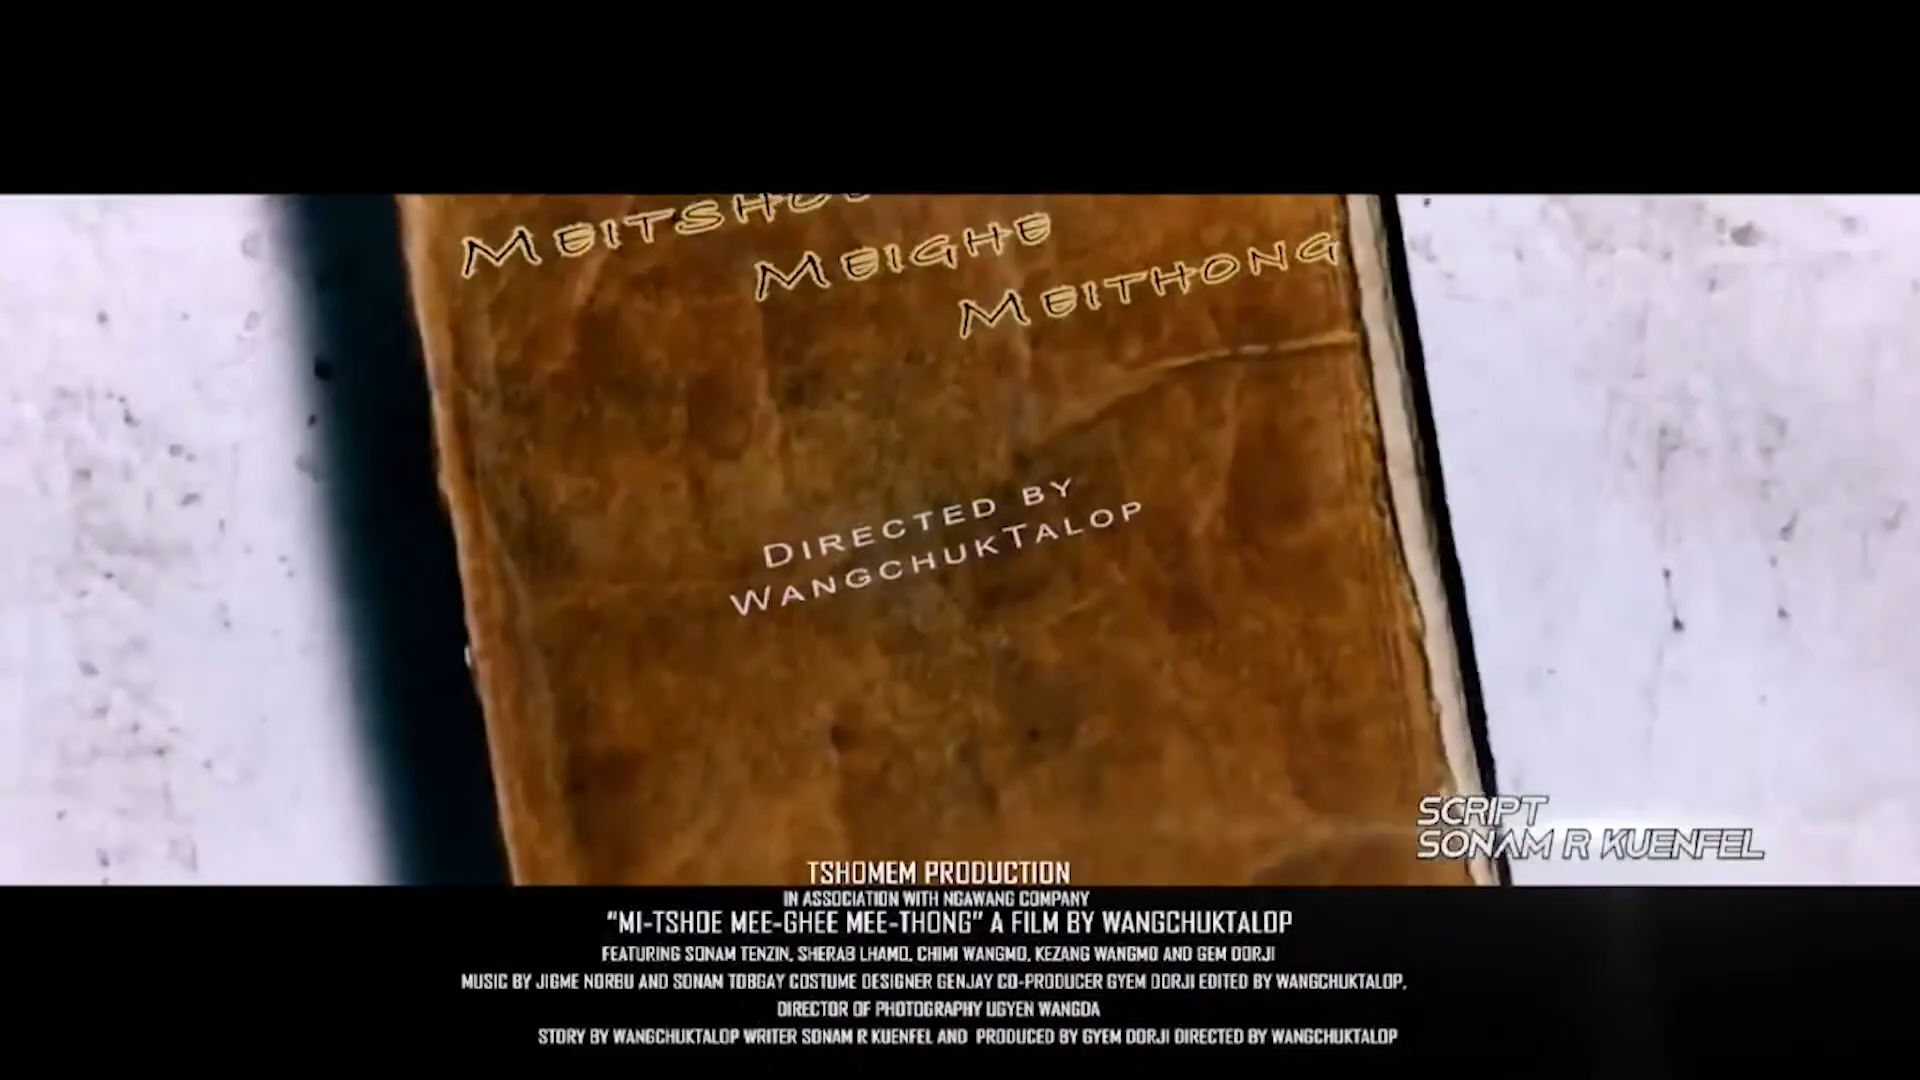 MEIGHE
MEITHONG
DIRECTED BY
WANGCHUKTALOP
SCRIPT
SONAM R KUENFEL
TSHOMEM PRODUCTION
IN ASSOCIATION WITH NGAWANG COMPANY
“MI-TSHOE MEE-GHEE MEE-THONG” A FILM BY WANGCHUKTALOP
FEATURING SONAM TENZIN, SHERAB LHAMO, CHIMI WANGMO, KEZANG WANGMO AND GEM DORJI
MUSIC BY JIGME NORBU AND SONAN TOBGAY COSTUME DESIGNER GENJAY CO-PRODUCER GYEM DORJI EDITED BY WANGCHUKTALOP.
DIRECTOR OF PHOTOGRAPHY UGYEN WANGDA
STORY BY WANGCHUKTALOP WRITER SONAM R KUENFEL AND PRODUCED BY GYEM DORJI DIRECTED BY WANGCHUKTALOP